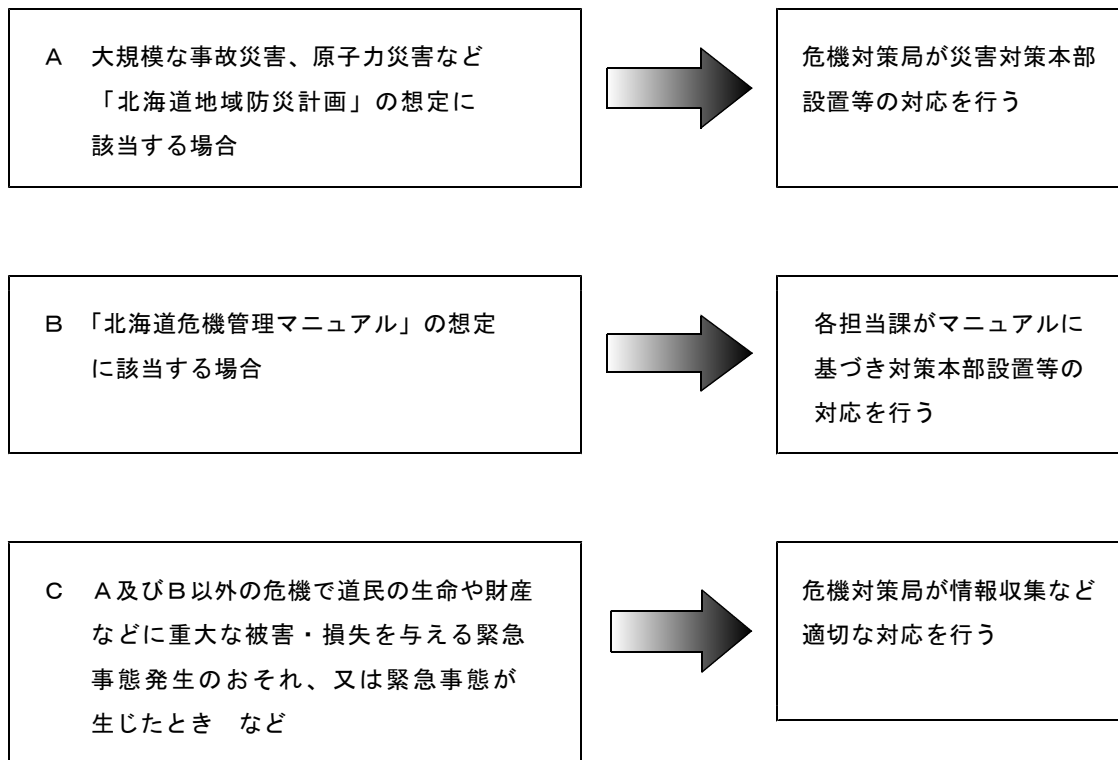 A　大規模な事故災害、原子力災害など
「北海道地域防災計画」の想定に
該当する場合
危機対策局が災害対策本部
設置等の対応を行う
B　「北海道危機管理マニュアル」の想定
に該当する場合
各担当課がマニュアルに
基づき対策本部設置等の
対応を行う
C　A及びB以外の危機で道民の生命や財産
などに重大な被害・損失を与える緊急
事態発生のおそれ、又は緊急事態が
生じたとき　など
危機対策局が情報収集など
適切な対応を行う